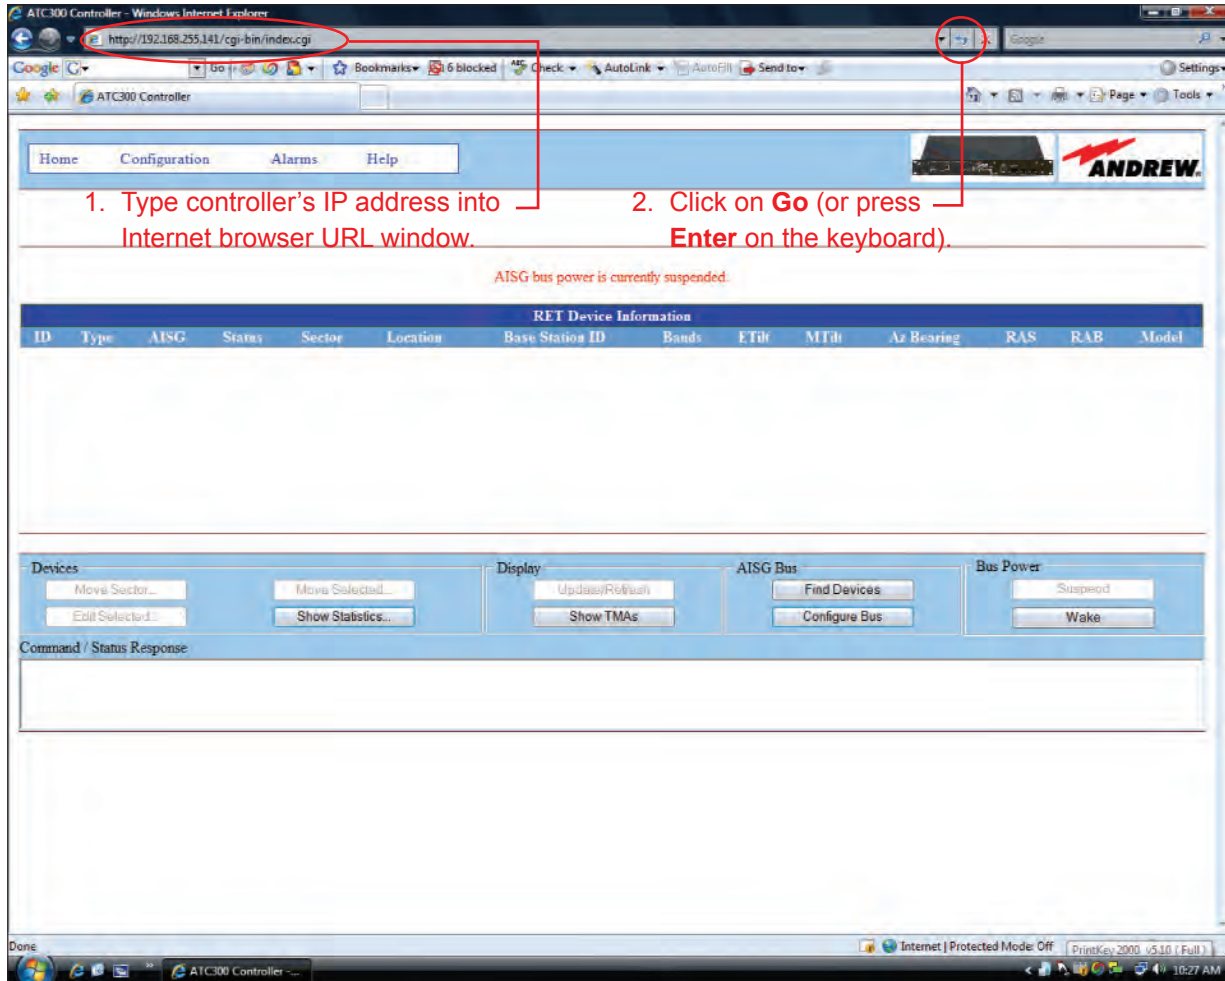 ATC300 Controller - Windows Internet Explorer
http://192.168.255.141/cgi-bin/index.cgi
Google
Google G Go Bookmarks 6 blocked ABC Check AutoLink AutoFill Send to Settings
ATC300 Controller Page Tools
Home Configuration Alarms Help
ANDREW.
1. Type controller's IP address into
Internet browser URL window.
2. Click on Go (or press
Enter on the keyboard).
AISG bus power is currently suspended.
RET Device Information
ID Type AISG Status Sector Location Base Station ID Bands ETilt MTilt Az Bearing RAS RAB Model
Devices Display AISG Bus Bus Power
Move Sector... Move Selected... Update/Refresh Find Devices Suspend
Edit Selected... Show Statistics... Show TMAs Configure Bus Wake
Command / Status Response
Done Internet | Protected Mode: Off PrintKey 2000 v5.10 ( Full )
ATC300 Controller -... 10:27 AM